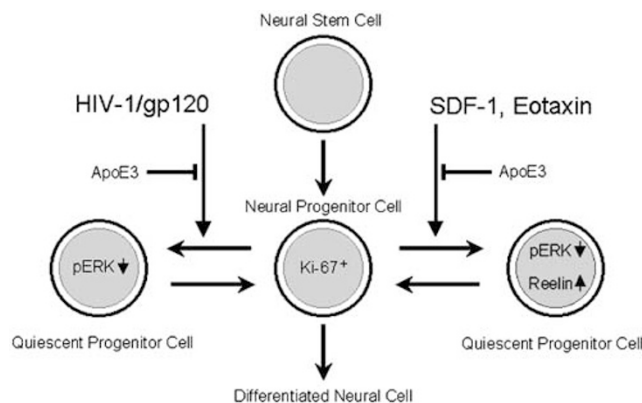 Neural Stem Cell
HIV-1/gp120
SDF-1, Eotaxin
ApoE3
ApoE3
Neural Progenitor Cell
pERK
Ki-67+
pERK
Reelin
Quiescent Progenitor Cell
Quiescent Progenitor Cell
Differentiated Neural Cell